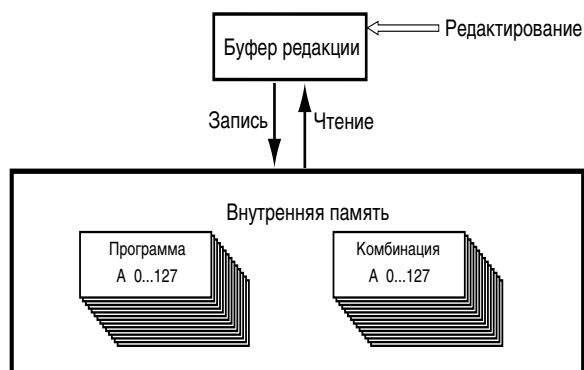 Буфер редакции
Редактирование
Запись
Чтение
Внутренняя память
Программа
A 0...127
Комбинация
A 0...127